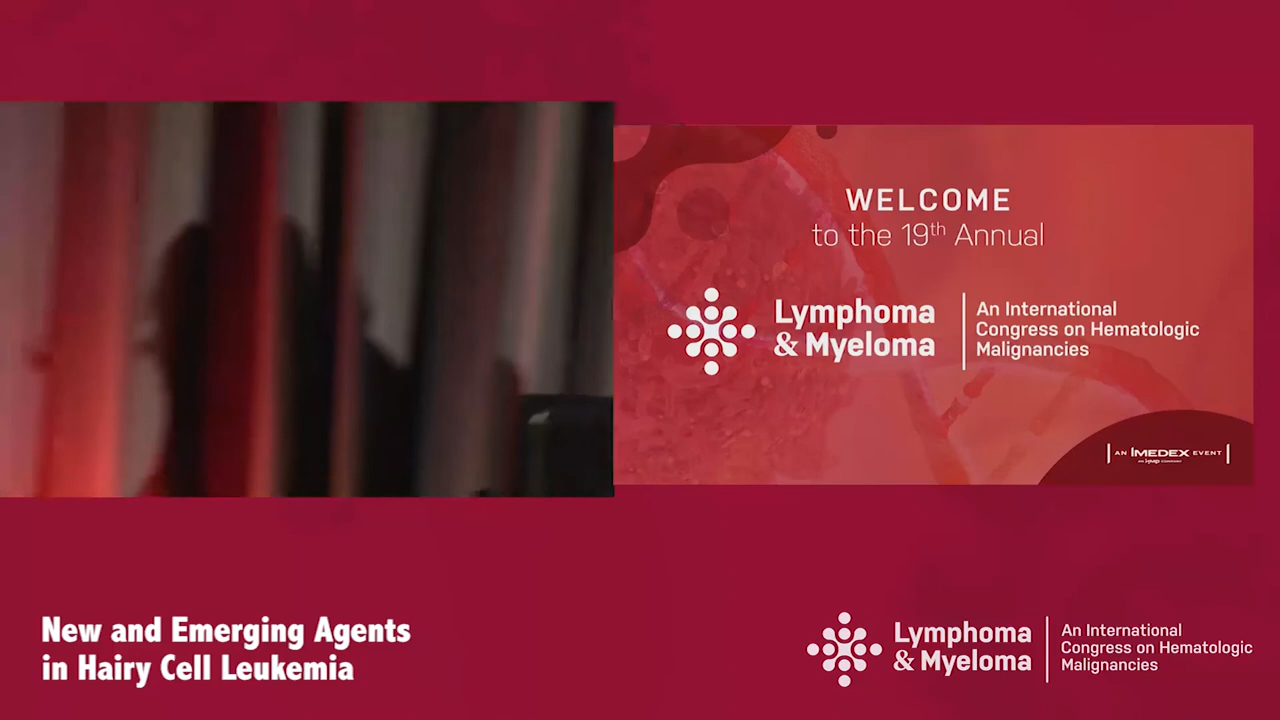 WELCOME
to the 19th Annual
Lymphoma
& Myeloma
An International
Congress on Hematologic
Malignancies
AN IMEDEX EVENT
New and Emerging Agents
in Hairy Cell Leukemia
Lymphoma
& Myeloma
An International
Congress on Hematologic
Malignancies